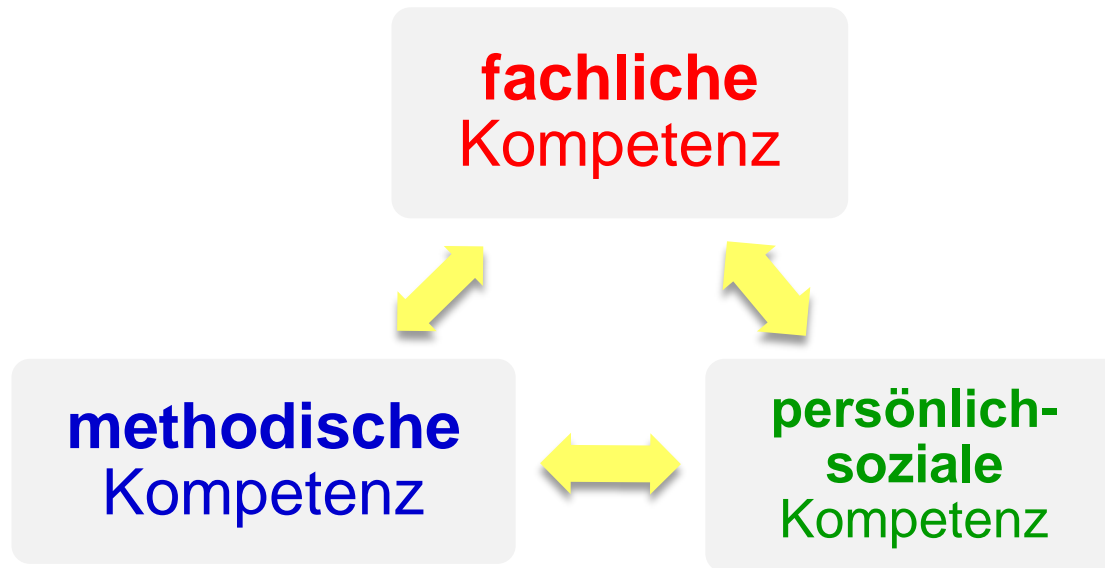 fachliche
Kompetenz
methodische
Kompetenz
persönlich-
soziale
Kompetenz